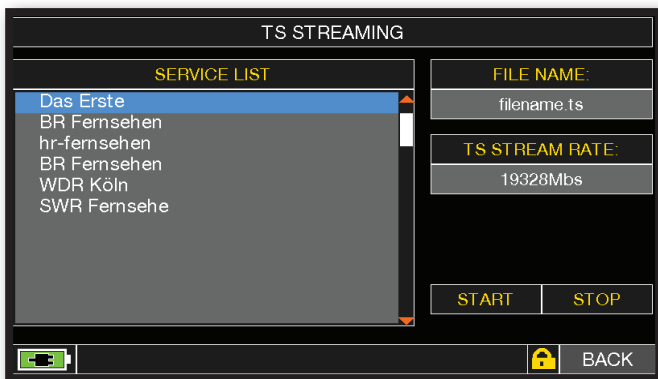 TS STREAMING
SERVICE LIST
Das Erste
BR Fernsehen
hr-fernsehen
BR Fernsehen
WDR Köln
SWR Fernsehe
FILE NAME:
filename.ts
TS STREAM RATE:
19328Mbs
START
STOP
BACK